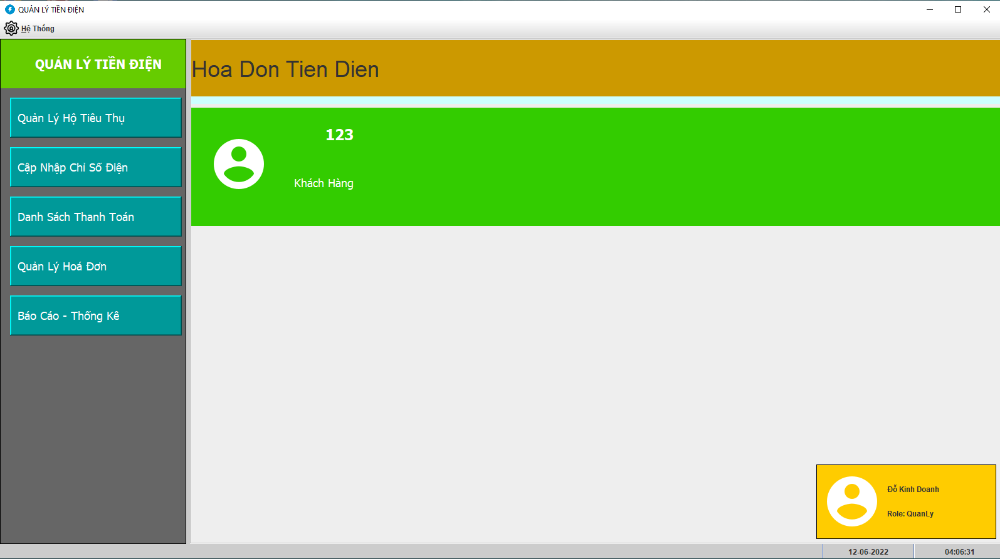 QUẢN LÝ TIỀN ĐIỆN
Hệ Thống
QUẢN LÝ TIỀN ĐIỆN
Quản Lý Hộ Tiêu Thụ
Cập Nhập Chỉ Số Điện
Danh Sách Thanh Toán
Quản Lý Hoá Đơn
Báo Cáo - Thống Kê
Hoa Don Tien Dien
123
Khách Hàng
Đỗ Kinh Doanh
Role: QuanLy
12-06-2022
04:06:31